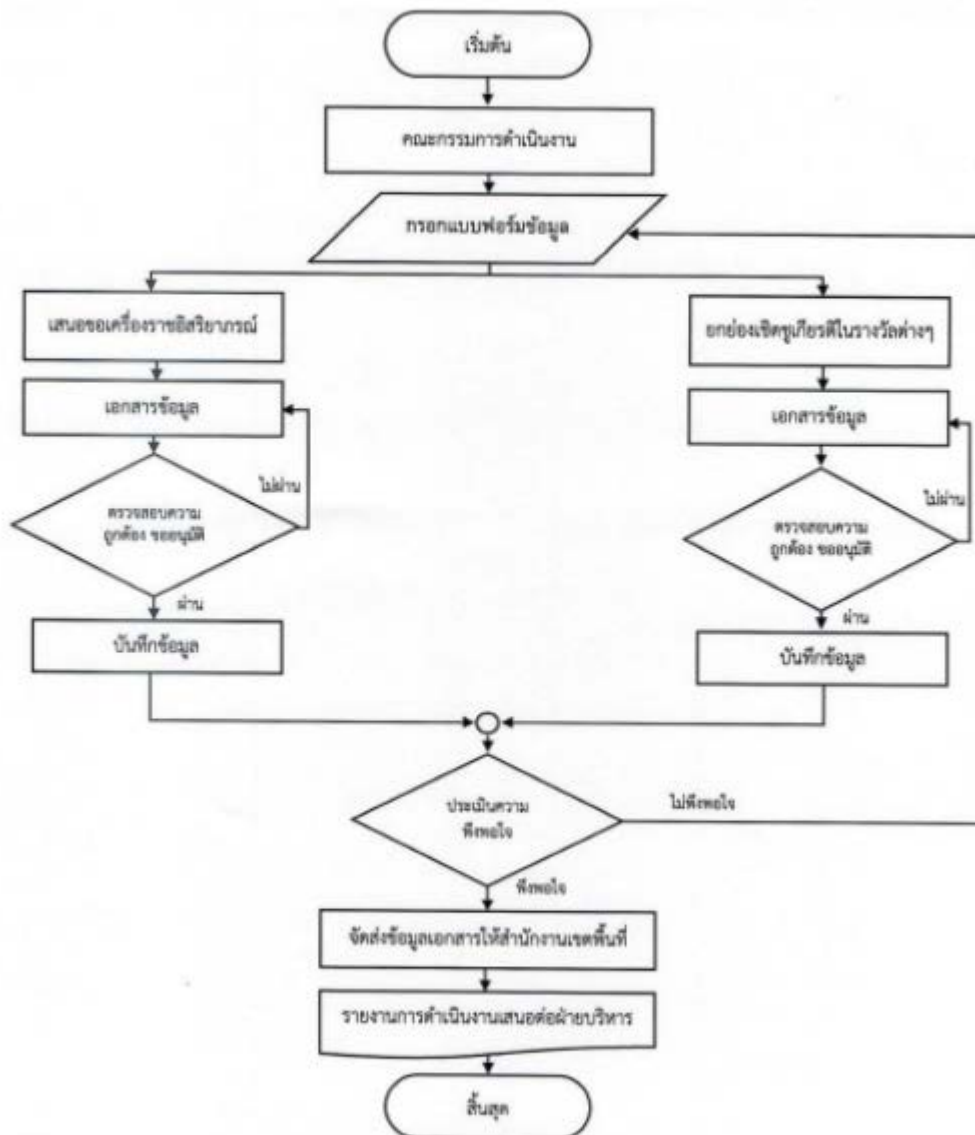 เริ่มต้น
คณะกรรมการดำเนินงาน
กรอกแบบฟอร์มข้อมูล
เสนอขอเครื่องราชอิสริยาภรณ์
เอกสารข้อมูล
ไม่ผ่าน
ตรวจสอบความ
ถูกต้อง ขออนุมัติ
ผ่าน
บันทึกข้อมูล
ยกย่องเชิดชูเกียรติในรางวัลต่างๆ
เอกสารข้อมูล
ไม่ผ่าน
ตรวจสอบความ
ถูกต้อง ขออนุมัติ
ผ่าน
บันทึกข้อมูล
ประเมินความ
พึงพอใจ
ไม่พึงพอใจ
พึงพอใจ
จัดส่งข้อมูลเอกสารให้สำนักงานเขตพื้นที่
รายงานการดำเนินงานเสนอต่อฝ่ายบริหาร
สิ้นสุด